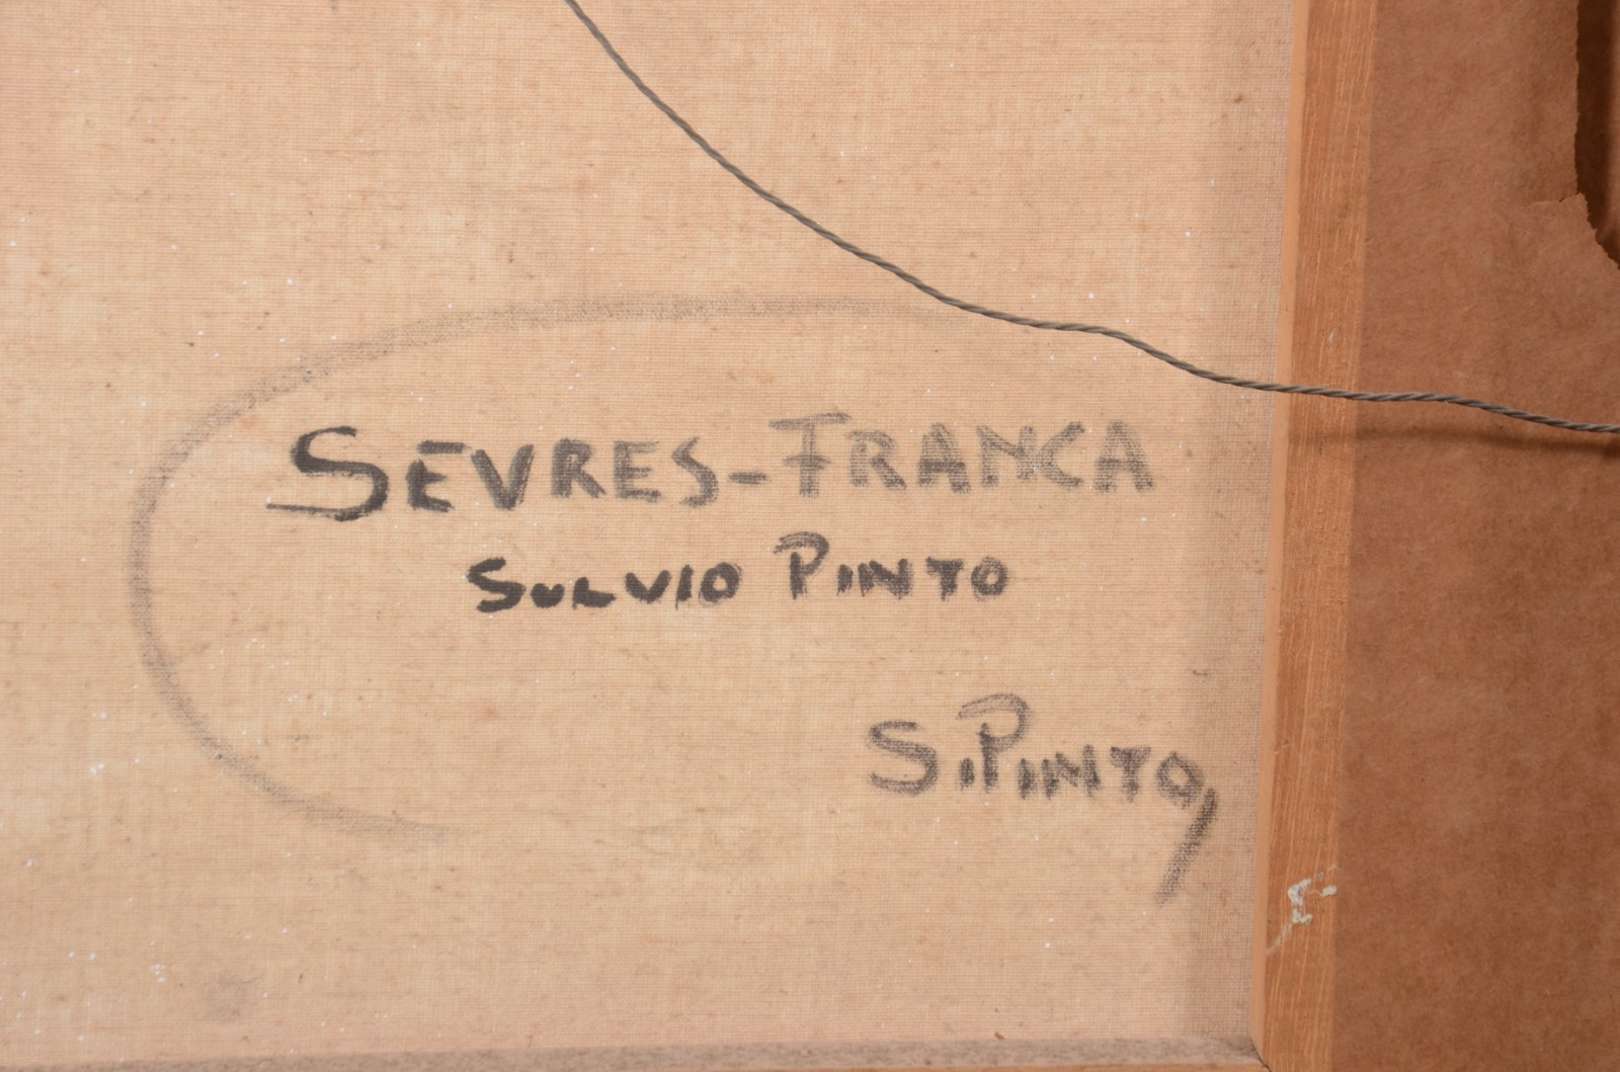 SEVRES-FRANCA
SULVIO PINTO
S.PINTO,